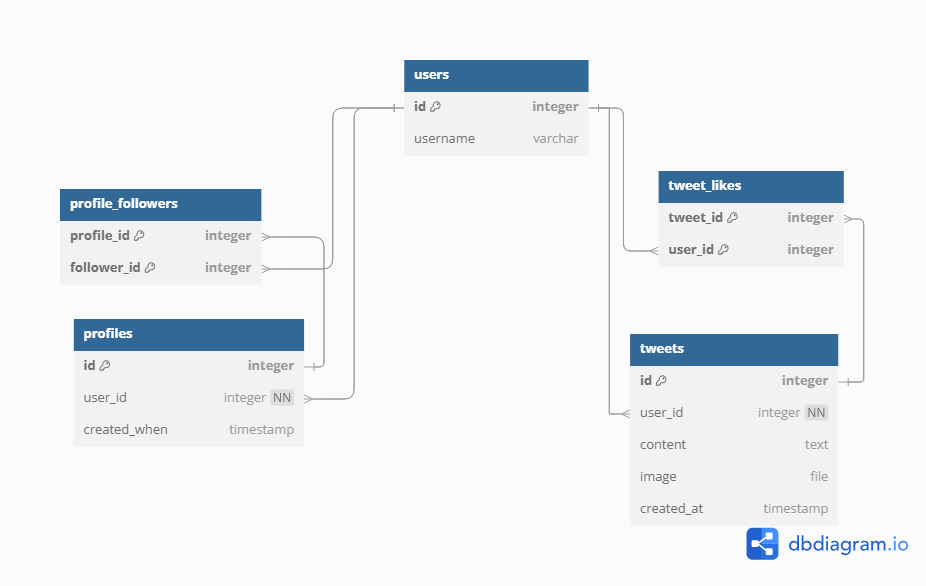 users
id integer
username varchar
profile_followers
profile_id integer
follower_id integer
profiles
id integer
user_id integer NN
created_when timestamp
tweet_likes
tweet_id integer
user_id integer
tweets
id integer
user_id integer NN
content text
image file
created_at timestamp
dbdiagram.io